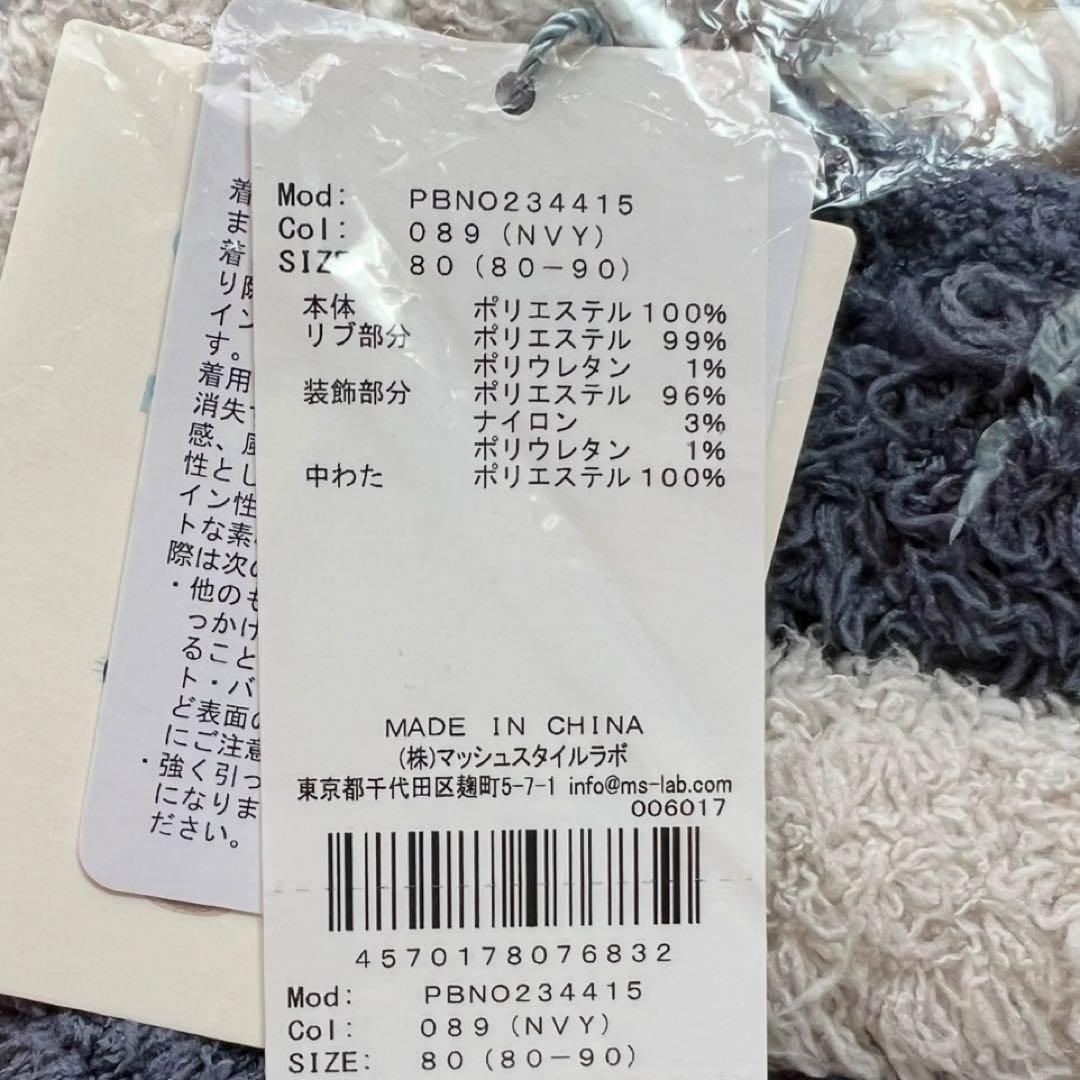 Mod: PBNO234415
Col: 089 (NVY)
SIZE: 80 (80-90)
本体 ポリエステル 100%
リブ部分 ポリエステル 99%
ポリウレタン 1%
装飾部分 ポリエステル 96%
ナイロン 3%
ポリウレタン 1%
中わた ポリエステル 100%
MADE IN CHINA
(株)マッシュスタイルラボ
東京都千代田区麹町5-7-1 info@ms-lab.com
006017
4570178076832
Mod: PBNO234415
Col: 089 (NVY)
SIZE: 80 (80-90)
着
ま
着
り際
イン
す。
着用
消失
感、風
性とし
イン性
トな素
際は次の
・他のも
っかけ
ること
ト・バ
ど表面の
にご注意
・強く引っ
になりま
ださい。